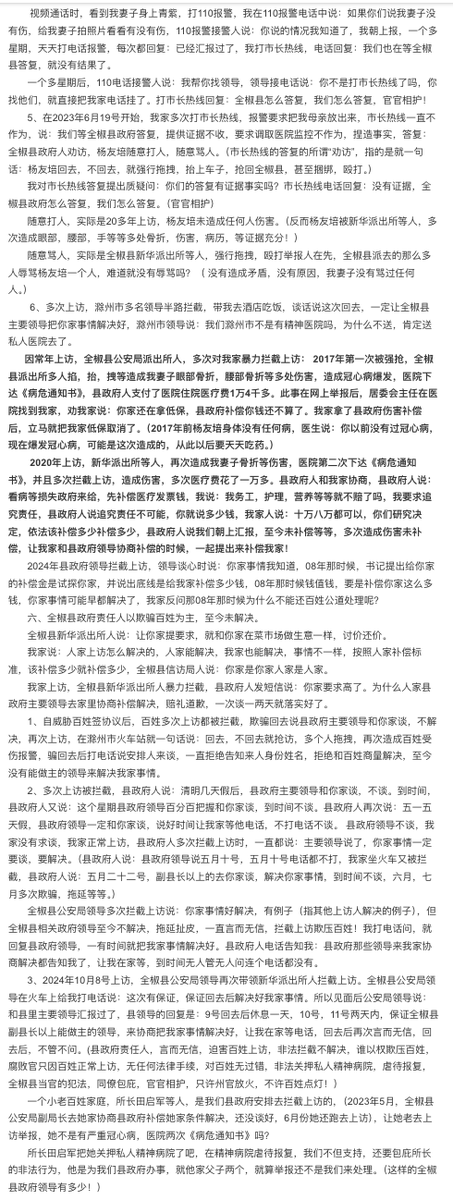 视频通话时，看到我妻子身上青紫，打110报警，我在110报警电话中说：如果你们说我妻子没
有伤，给我妻子拍照片看看有没有伤，110报警接警人说：你说的情况我知道了，我朝上报，一个多
星期，天天打电话报警，每次都回复：已经汇报过了，我打市长热线，电话回复：我们也在等全椒
县答复，就没有结果了。
一个多星期后，110电话接警人说：我帮你找领导，领导接电话说：你不是打市长热线了吗，你
找他们，就直接把我家电话挂了。打市长热线回复：全椒县怎么答复，我们怎么答复，官官相护！
5、在2023年6月19号开始，我家多次打市长热线，报警要求把我母亲放出来，市长热线一直不
作为，说：我们等全椒县政府答复，提供证据不收，要求调取医院监控不作为，捏造事实，答复：
全椒县政府人劝访，杨友培随意打人，随意骂人。（市长热线的答复的所谓“劝访”，指的是就一句
话：杨友培回去，不回去，就强行拖拽，抬上车子，抢回全椒县，甚至捆绑，殴打。）
我对市长热线答复提出质疑问：你们的答复有证据事实吗？市长热线电话回复：没有证据，全
椒县政府怎么答复，我们怎么答复。（官官相护）
随意打人，实际是20多年上访，杨友培未造成任何人伤害。（反而杨友培被新华派出所等人，多
次造成眼部，腰部，手等等多处骨折，伤害，病历，等证据充分！）
随意骂人，实际是全椒县新华派出所等人，强行拖拽，殴打举报人在先，全椒县派去的那么多
人辱骂杨友培一个人，难道就没有辱骂吗？（没有造成矛盾，没有原因，我妻子没有骂过任何
人。）
6、多次上访，滁州市多名领导半路拦截，带我去酒店吃饭，谈话说这次回去，一定让全椒县
主要领导把你家事情解决好，滁州市领导说：我们滁州市不是有精神医院吗，为什么不送，肯定送
私人医院去了。
因常年上访，全椒县公安局派出所人，多次对我家暴力拦截上访： 2017年第一次被强抢，全椒
县派出所多人掐，抬，拽等造成我妻子眼部骨折，腰部骨折等多处伤害，造成冠心病爆发，医院下
达《病危通知书》，县政府人支付了医院住院医疗费1万4千多。此事在网上举报后，居委会主任在医
院找到我家，劝我家说：你家还在拿低保，县政府补偿你钱还不算了。我家拿了县政府伤害补偿
后，立马就把我家低保取消了。（2017年前杨友培身体没有任何病，医生说：你以前没有过冠心病，
现在爆发冠心病，可能是这次造成的，从此以后要天天吃药。）
2020年上访，新华派出所等人，再次造成我妻子骨折等伤害，医院第二次下达《病危通知
书》，并且多次拦截上访，造成伤害，多次医疗费花了一万多。县政府人和我家协商，县政府人说：
看病等损失政府来给，先补偿医疗发票钱，我说：我务工，护理，营养等等就不赔了吗，我要求追
究责任，县政府人说追究责任不可能，你就说多少钱，我家人说：十万八万都可以，你们研究决
定，依法该补偿多少补偿多少，县政府人说我们朝上汇报，至今未补偿等等，多次造成伤害未补
偿，让我家和县政府领导协商补偿的时候，一起提出来补偿我家！
2024年县政府领导拦截上访，领导谈心时说：你家事情我知道，08年那时候，书记提出给你家
的补偿金是试探你家，并说出底线是给我家补偿多少钱，08年那时候钱值钱，要是补偿你家这么多
钱，你家事情可能早都解决了，我家反问那08年那时候为什么不能还百姓公道处理呢？
六、全椒县政府责任人以欺骗百姓为主，至今未解决。
全椒县新华派出所人说：让你家提要求，就和你家在菜市场做生意一样，讨价还价。
我家说：人家上访怎么解决的，人家能解决，我家也能解决，事情不一样，按照人家补偿标
准，该补偿多少就补偿多少，全椒县信访局人说：你家是你家人家是人家。
我家上访，全椒县新华派出所人暴力拦截，县政府人发短信说：你家要求高了。为什么人家县
政府主要领导去家里协商补偿解决，赔礼道歉，一次谈一两天就落实好了。
1、自威胁百姓签协议后，百姓多次上访都被拦截，欺骗回去说县政府主要领导和你家谈，不解
决，再次上访，在滁州市火车站就一句话说：回去，不回去就抢访，多个人拖拽，再次造成百姓受
伤报警，骗回去后打电话说安排人来谈，一直拒绝告知来人身份姓名，拒绝和百姓商量解决，至今
没有能做主的领导来解决我家事情。
2、多次上访被拦截，县政府人说：清明几天假后，县政府主要领导和你家谈，不谈。到时间，
县政府人又说：这个星期县政府领导百分百把握和你家谈，到时间不谈。县政府人再次说：五一五
天假，县政府领导一定和你家谈，说好时间让我家等他电话，不打电话不谈。 县政府领导不谈，我
家没有求谈，我家正常上访，县政府人多次拦截上访时，一直都说：主要领导说了，你家事情一定
要谈，要解决。（县政府人说：县政府领导说五月十号，五月十号电话都不打，我家坐火车又被拦
截，县政府人说：五月二十二号，副县长以上的去你家谈，解决你家事情，到时间不谈，六月，七
月多次欺骗，拖延等等。）
全椒县公安局领导多次拦截上访说：你家事情好解决，有例子（指其他上访人解决的例子），但
全椒县相关政府领导至今不解决，拖延扯皮，一直言而无信，拦截上访欺压百姓！我打电话问，就
回复县政府领导，一有时间就把我家事情解决好。县政府人电话告知我：县政府那些领导来我家协
商解决都告知我了，让我在家等，到时间无人管无人问连个电话都没有。
3、2024年10月8号上访，全椒县公安局领导再次带领新华派出所人拦截上访。全椒县公安局领
导在火车上给我打电话说：这次有保证，保证回去后解决好我家事情。所以见面后公安局领导说：
和县里主要领导汇报过了，县领导的回复是：9号回去后休息一天，10号，11号两天内，保证全椒县
副县长以上能做主的领导，来协商把我家事情解决好，让我在家等电话，回去后再次言而无信，回
去后，不管不问。(县政府责任人，言而无信，迫害百姓上访，非法拦截不解决，谁以权欺压百姓，
腐败官只因百姓正常上访，无任何法律手续，对百姓无过错，非法关押私人精神病院，虐待报复，
全椒县当官的犯法，同僚包庇，官官相护，只许州官放火，不许百姓点灯！）
一个小老百姓家庭，所长田启军等人，是我们县政府安排去拦截上访的，（2023年5月，全椒县
公安局副局长去她家协商县政府补偿她家条件解决，还没谈好，6月份她还跑去上访），让她老去上
访举报，她不是有严重冠心病，医院两次《病危通知书》吗？
所长田启军把她关押私人精神病院了吧，在精神病院虐待报复，我们不但支持，还要包庇所长
的非法行为，他是为我们县政府办事，就他家父子两个，就算举报还不是我们来处理。（这样的全椒
县政府领导有多少！）